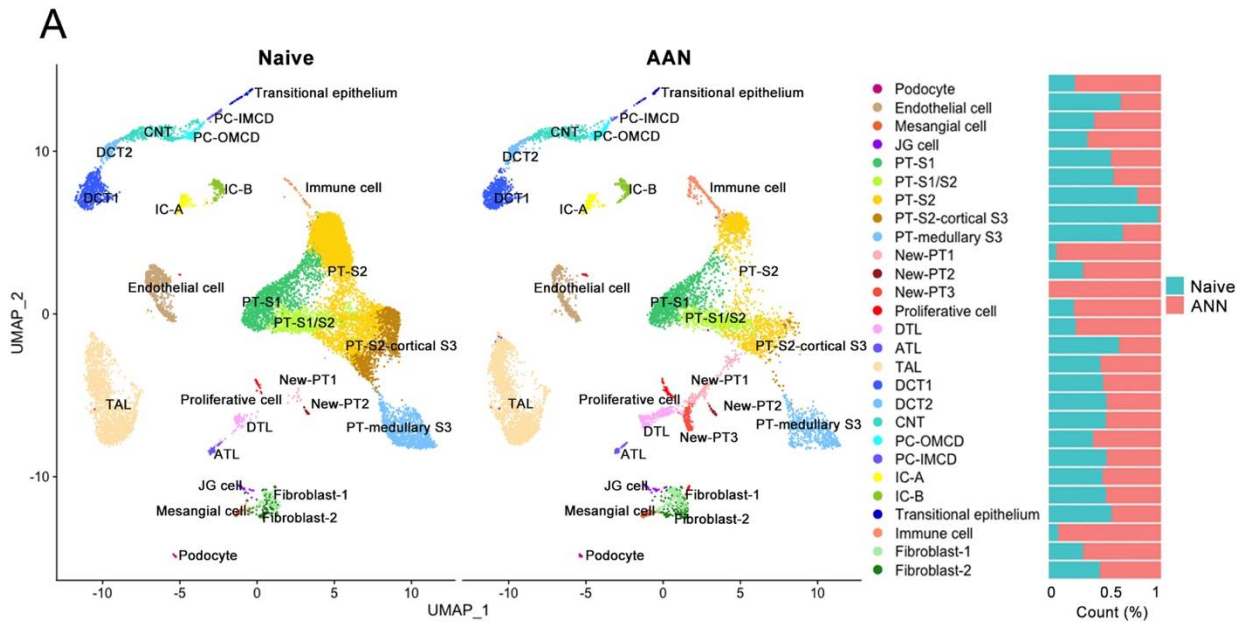 A
Naive
AAN
Transitional epithelium
PC-IMCD
CNT
PC-OMCD
DCT2
DCT1
IC-B
IC-A
Immune cell
PT-S2
Endothelial cell
PT-S1
PT-S1/S2
PT-S2-cortical S3
TAL
New-PT1
Proliferative cell
New-PT2
DTL
PT-medullary S3
ATL
JG cell
Fibroblast-1
Mesangial cell
Fibroblast-2
Podocyte
Transitional epithelium
PC-IMCD
CNT
PC-OMCD
DCT2
DCT1
IC-B
IC-A
Immune cell
PT-S2
Endothelial cell
PT-S1
PT-S1/S2
PT-S2-cortical S3
TAL
New-PT1
Proliferative cell
New-PT2
DTL
New-PT3
PT-medullary S3
ATL
JG cell
Fibroblast-1
Mesangial cell
Fibroblast-2
Podocyte
UMAP_2
10
0
-10
-10
-5
0
5
10
-10
-5
0
5
10
UMAP_1
Podocyte
Endothelial cell
Mesangial cell
JG cell
PT-S1
PT-S1/S2
PT-S2
PT-S2-cortical S3
PT-medullary S3
New-PT1
New-PT2
New-PT3
Proliferative cell
DTL
ATL
TAL
DCT1
DCT2
CNT
PC-OMCD
PC-IMCD
IC-A
IC-B
Transitional epithelium
Immune cell
Fibroblast-1
Fibroblast-2
0 0.5 1
Count (%)
Naive
ANN